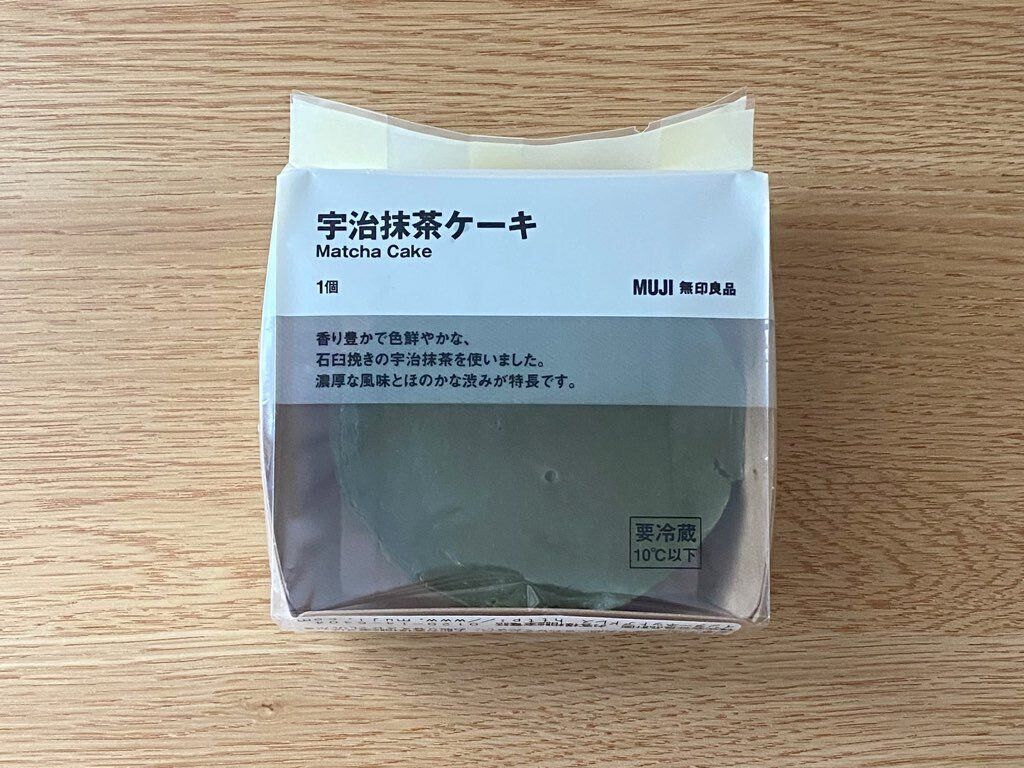 宇治抹茶ケーキ
Matcha Cake
1個
MUJI 無印良品
香り豊かで色鮮やかな、
石臼挽きの宇治抹茶を使いました。
濃厚な風味とほのかな渋みが特長です。
要冷蔵
10℃以下